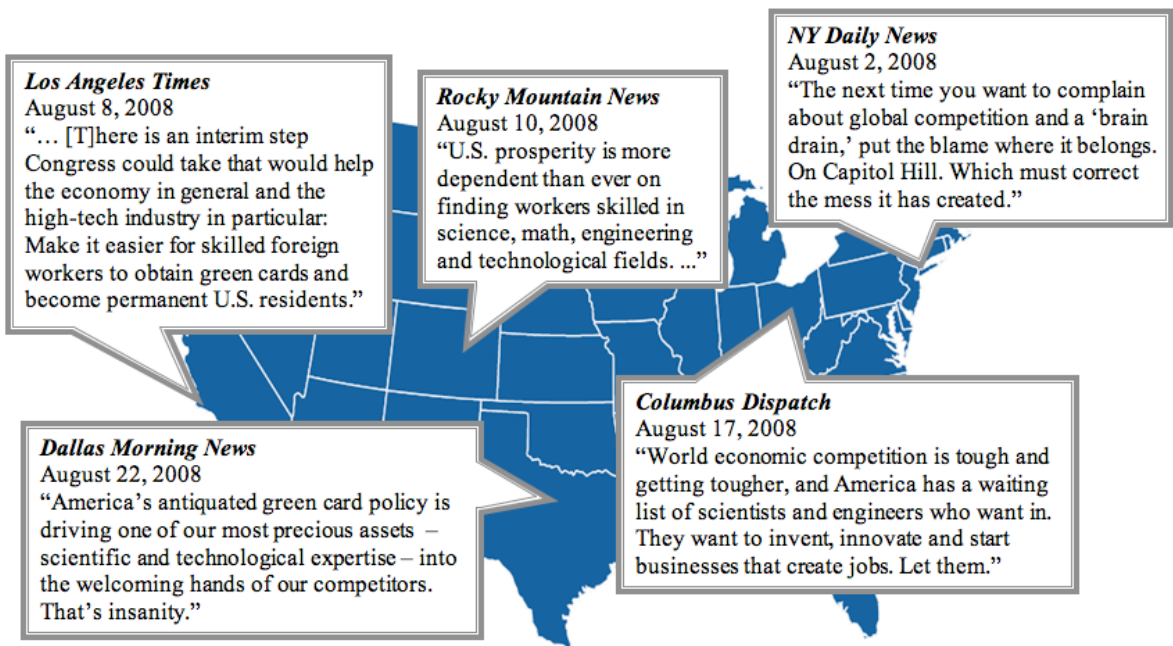 Los Angeles Times
August 8, 2008
“… [T]here is an interim step
Congress could take that would help
the economy in general and the
high-tech industry in particular:
Make it easier for skilled foreign
workers to obtain green cards and
become permanent U.S. residents.”
Rocky Mountain News
August 10, 2008
“U.S. prosperity is more
dependent than ever on
finding workers skilled in
science, math, engineering
and technological fields. ...”
NY Daily News
August 2, 2008
“The next time you want to complain
about global competition and a ‘brain
drain,’ put the blame where it belongs.
On Capitol Hill. Which must correct
the mess it has created.”
Dallas Morning News
August 22, 2008
“America’s antiquated green card policy is
driving one of our most precious assets –
scientific and technological expertise – into
the welcoming hands of our competitors.
That’s insanity.”
Columbus Dispatch
August 17, 2008
“World economic competition is tough and
getting tougher, and America has a waiting
list of scientists and engineers who want in.
They want to invent, innovate and start
businesses that create jobs. Let them.”